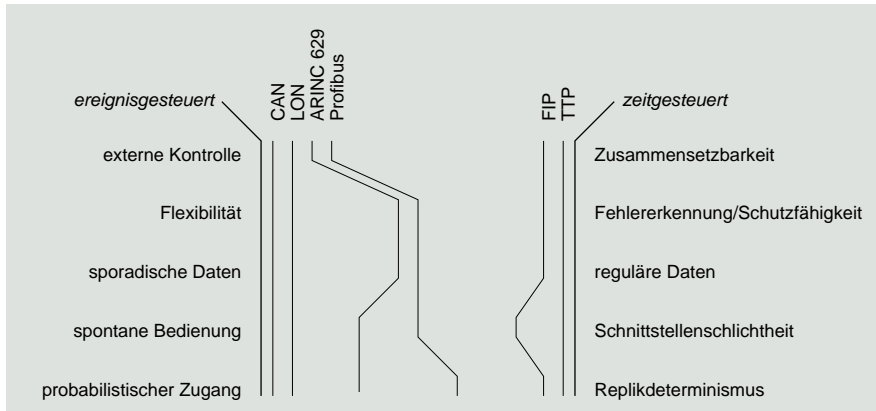 CAN
LON
ARINC 629
Profibus
FIP
TTP
ereignisgesteuert
zeitgesteuert
externe Kontrolle
Zusammensetzbarkeit
Flexibilität
Fehlererkennung/Schutzfähigkeit
sporadische Daten
reguläre Daten
spontane Bedienung
Schnittstellenschlichtheit
probabilistischer Zugang
Replikdeterminismus